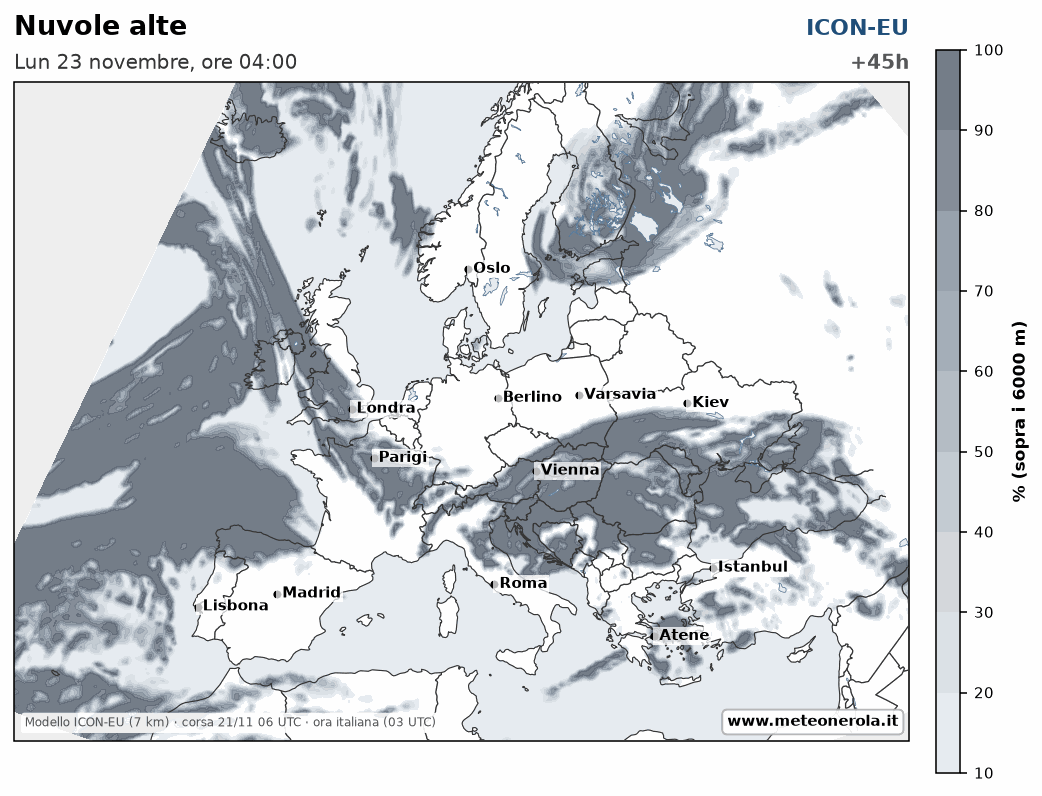 Nuvole alte
ICON-EU
Lun 23 novembre, ore 04:00
+45h
100
90
80
70
60
50
40
30
20
10
% (sopra i 6000 m)
Oslo
Berlino
Varsavia
Kiev
Londra
Parigi
Vienna
Istanbul
Roma
Madrid
Lisbona
Atene
Modello ICON-EU (7 km) · corsa 21/11 06 UTC · ora italiana (03 UTC)
www.meteonerola.it